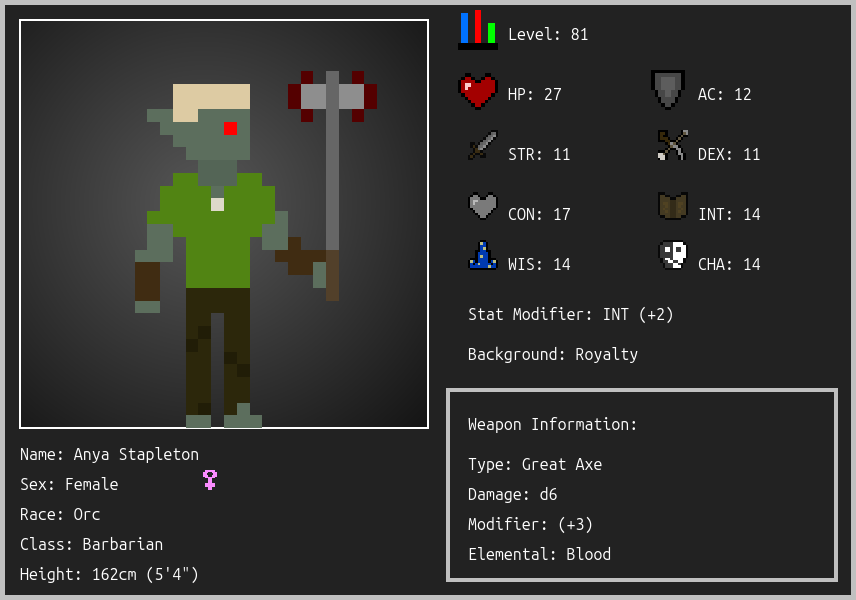 Level: 81
HP: 27
AC: 12
STR: 11
DEX: 11
CON: 17
INT: 14
WIS: 14
CHA: 14
Stat Modifier: INT (+2)
Background: Royalty
Name: Anya Stapleton
Sex: Female
Race: Orc
Class: Barbarian
Height: 162cm (5'4")
Weapon Information:
Type: Great Axe
Damage: d6
Modifier: (+3)
Elemental: Blood